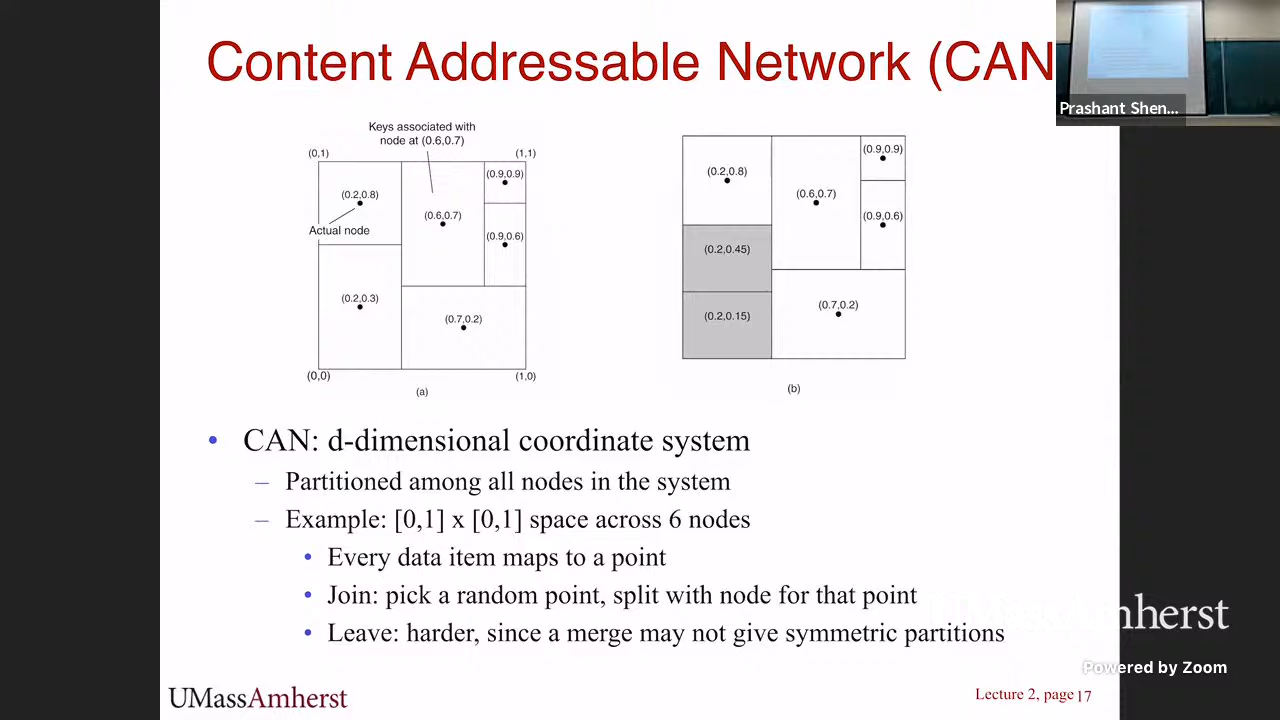 Content Addressable Network (CAN
Prashant Shen...
Keys associated with
node at (0.6,0.7)
(0,1)
(1,1)
(0.9,0.9)
(0.2,0.8)
(0.6,0.7)
Actual node
(0.9,0.6)
(0.2,0.3)
(0.7,0.2)
(0,0)
(1,0)
(a)
(0.9,0.9)
(0.2,0.8)
(0.6,0.7)
(0.9,0.6)
(0.2,0.45)
(0.7,0.2)
(0.2,0.15)
(b)
• CAN: d-dimensional coordinate system
– Partitioned among all nodes in the system
– Example: [0,1] x [0,1] space across 6 nodes
• Every data item maps to a point
• Join: pick a random point, split with node for that point
• Leave: harder, since a merge may not give symmetric partitions
UMassAmherst
Powered by Zoom
UMassAmherst
Lecture 2, page 17